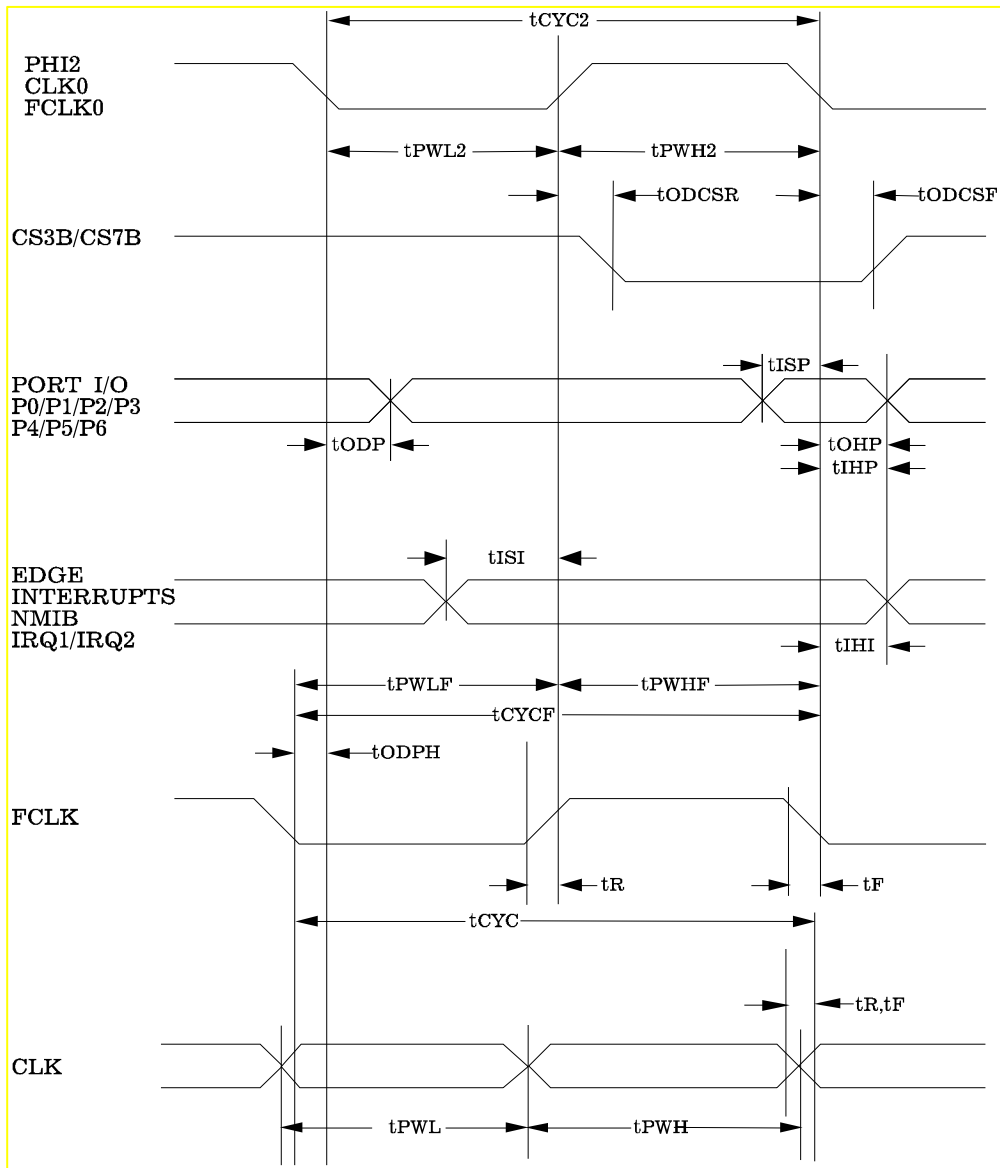 tCYC2
PHI2
CLK0
FCLK0
tPWL2
tPWH2
tODCSR
tODCSF
CS3B/CS7B
tISP
PORT I/O
P0/P1/P2/P3
P4/P5/P6
tODP
tOHP
tIHP
tISI
EDGE
INTERRUPTS
NMIB
IRQ1/IRQ2
tIHI
tPWLF
tPWHF
tCYCF
tODPH
FCLK
tR
tF
tCYC
tR,tF
CLK
tPWL
tPWH